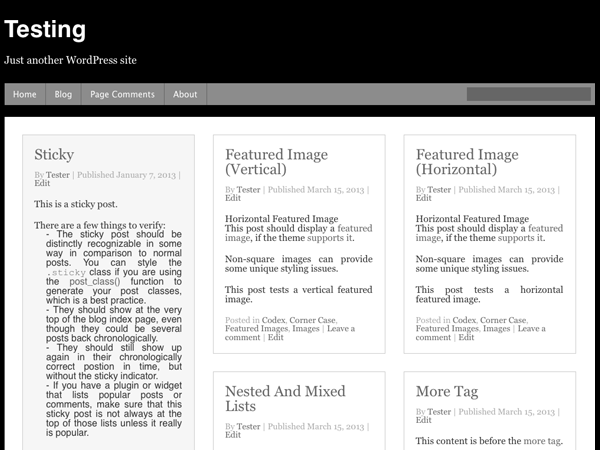 Testing
Just another WordPress site
Home
Blog
Page Comments
About
Sticky
By Tester | Published January 7, 2013 |
Edit
This is a sticky post.
There are a few things to verify:
- The sticky post should be
distinctly recognizable in some
way in comparison to normal
posts. You can style the
.sticky class if you are using
the post_class() function to
generate your post classes,
which is a best practice.
- They should show at the very
top of the blog index page, even
though they could be several
posts back chronologically.
- They should still show up
again in their chronologically
correct postion in time, but
without the sticky indicator.
- If you have a plugin or widget
that lists popular posts or
comments, make sure that this
sticky post is not always at the
top of those lists unless it really
is popular.
Featured Image
(Vertical)
By Tester | Published March 15, 2013 |
Edit
Horizontal Featured Image
This post should display a featured
image, if the theme supports it.
Non-square images can provide
some unique styling issues.
This post tests a vertical featured
image.
Posted in Codex, Corner Case,
Featured Images, Images | Leave a
comment | Edit
Featured Image
(Horizontal)
By Tester | Published March 15, 2013 |
Edit
Horizontal Featured Image
This post should display a featured
image, if the theme supports it.
Non-square images can provide
some unique styling issues.
This post tests a horizontal
featured image.
Posted in Codex, Corner Case,
Featured Images, Images | Leave a
comment | Edit
Nested And Mixed
Lists
By Tester | Published March 15, 2013 |
Edit
More Tag
By Tester | Published March 15, 2013 |
Edit
This content is before the more tag.